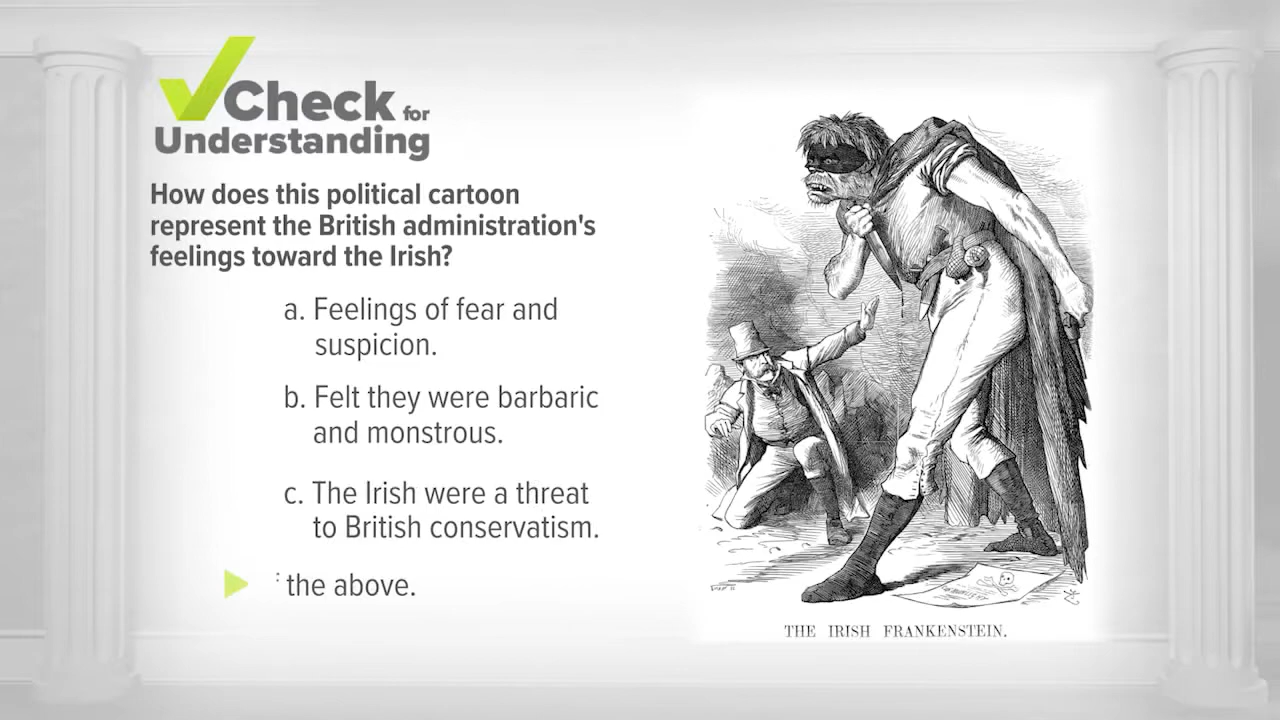 Check for
Understanding
How does this political cartoon
represent the British administration's
feelings toward the Irish?
a. Feelings of fear and
suspicion.
b. Felt they were barbaric
and monstrous.
c. The Irish were a threat
to British conservatism.
the above.
THE IRISH FRANKENSTEIN.